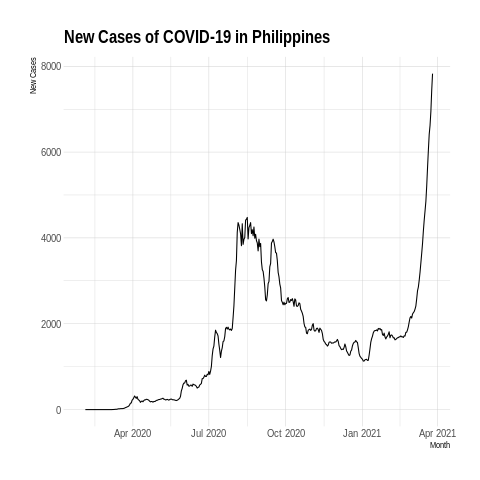 New Cases of COVID-19 in Philippines
New Cases
8000
6000
4000
2000
0
Apr 2020
Jul 2020
Oct 2020
Jan 2021
Apr 2021
Month